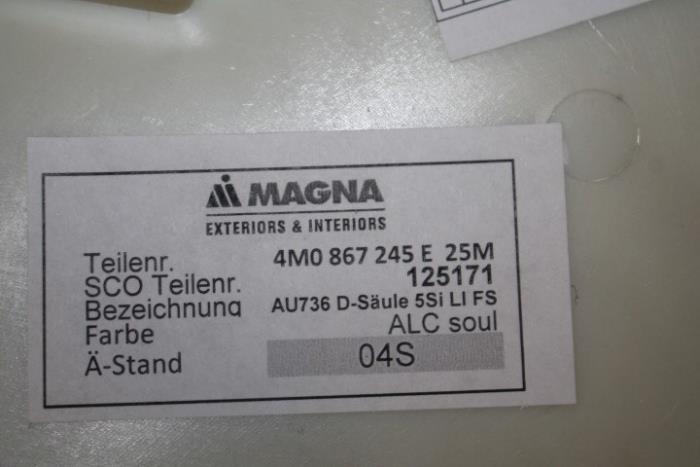 MAGNA
EXTERIORS & INTERIORS
Teilenr. 4M0 867 245 E 25M
SCO Teilenr. 125171
Bezeichnung AU736 D-Säule 5Si LI FS
Farbe ALC soul
Ä-Stand 04S